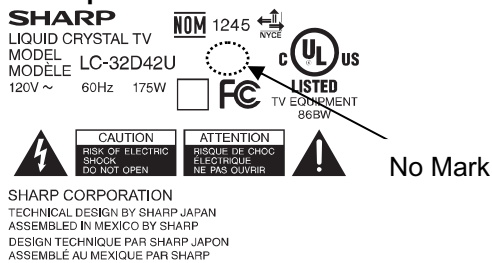 SHARP
LIQUID CRYSTAL TV
MODEL
MODÈLE LC-32D42U
120V ~ 60Hz 175W
NOM 1245 NYCE
FC
C UL US
LISTED
TV EQUIPMENT
86BW
CAUTION
RISK OF ELECTRIC
SHOCK
DO NOT OPEN
ATTENTION
RISQUE DE CHOC
ÉLECTRIQUE
NE PAS OUVRIR
No Mark
SHARP CORPORATION
TECHNICAL DESIGN BY SHARP JAPAN
ASSEMBLED IN MEXICO BY SHARP
DESIGN TECHNIQUE PAR SHARP JAPON
ASSEMBLÉ AU MEXIQUE PAR SHARP